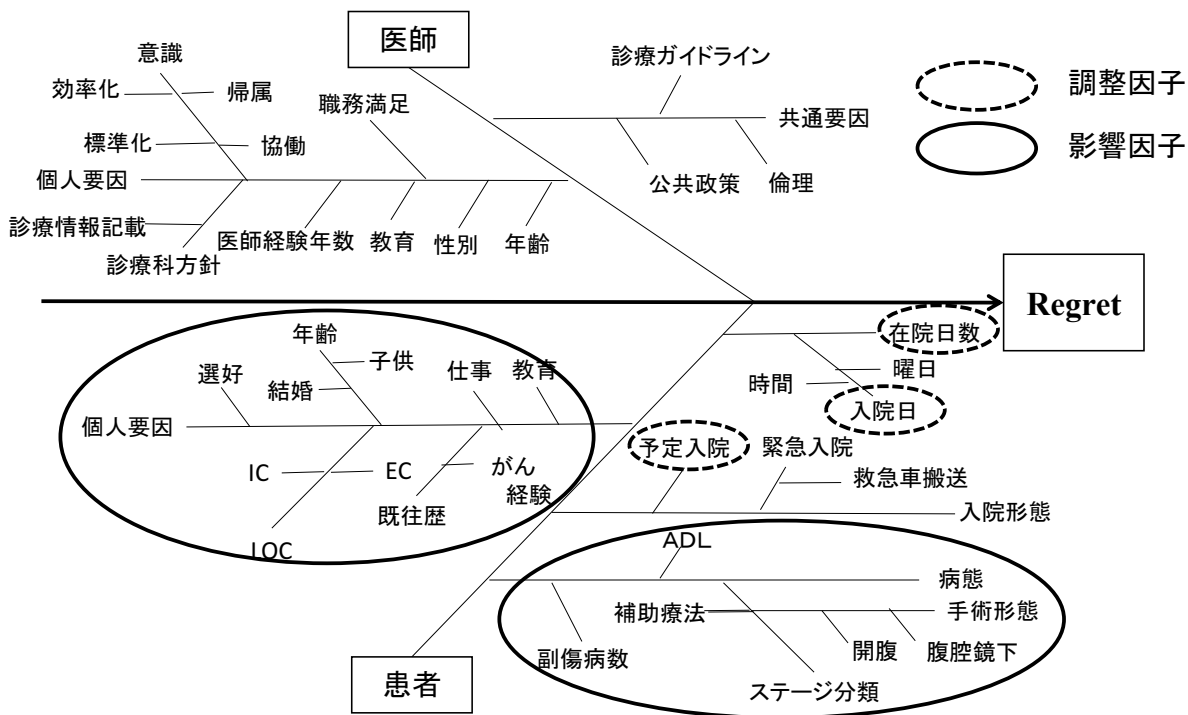 医師
意識
効率化
帰属
標準化
協働
個人要因
診療情報記載
診療科方針
職務満足
医師経験年数
教育
性別
年齢
診療ガイドライン
共通要因
公共政策
倫理
調整因子
影響因子
Regret
在院日数
曜日
時間
入院日
年齢
子供
選好
結婚
仕事
教育
個人要因
IC
EC
がん
経験
既往歴
LOC
予定入院
緊急入院
救急車搬送
入院形態
ADL
病態
補助療法
手術形態
副傷病数
開腹
腹腔鏡下
ステージ分類
患者